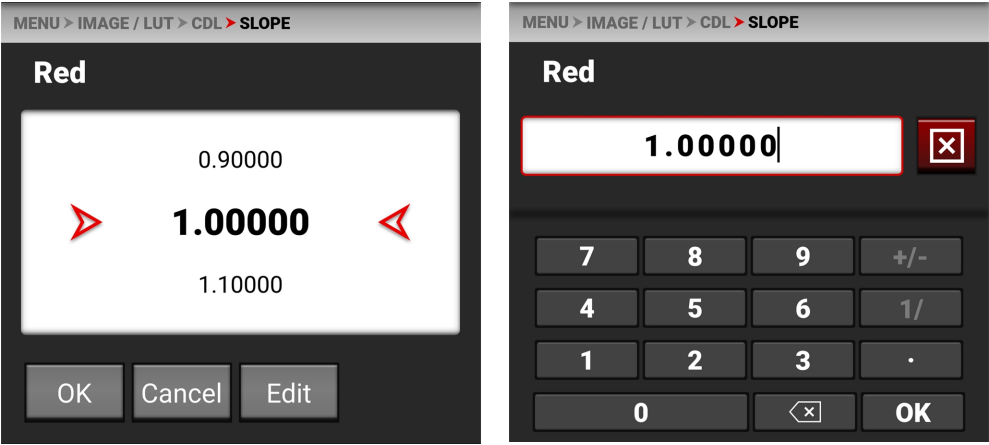 MENU > IMAGE / LUT > CDL > SLOPE
Red
0.90000
1.00000
1.10000
OK Cancel Edit
MENU > IMAGE / LUT > CDL > SLOPE
Red
1.00000
7 8 9 +/-
4 5 6 1/
1 2 3 .
0 OK